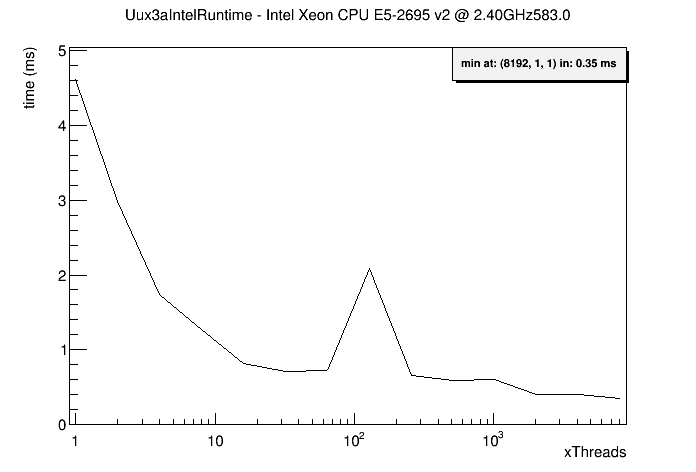 Uux3aIntelRuntime - Intel Xeon CPU E5-2695 v2 @ 2.40GHz583.0
time (ms)
min at: (8192, 1, 1) in: 0.35 ms
5
4
3
2
1
0
1 10 10² 10³
xThreads